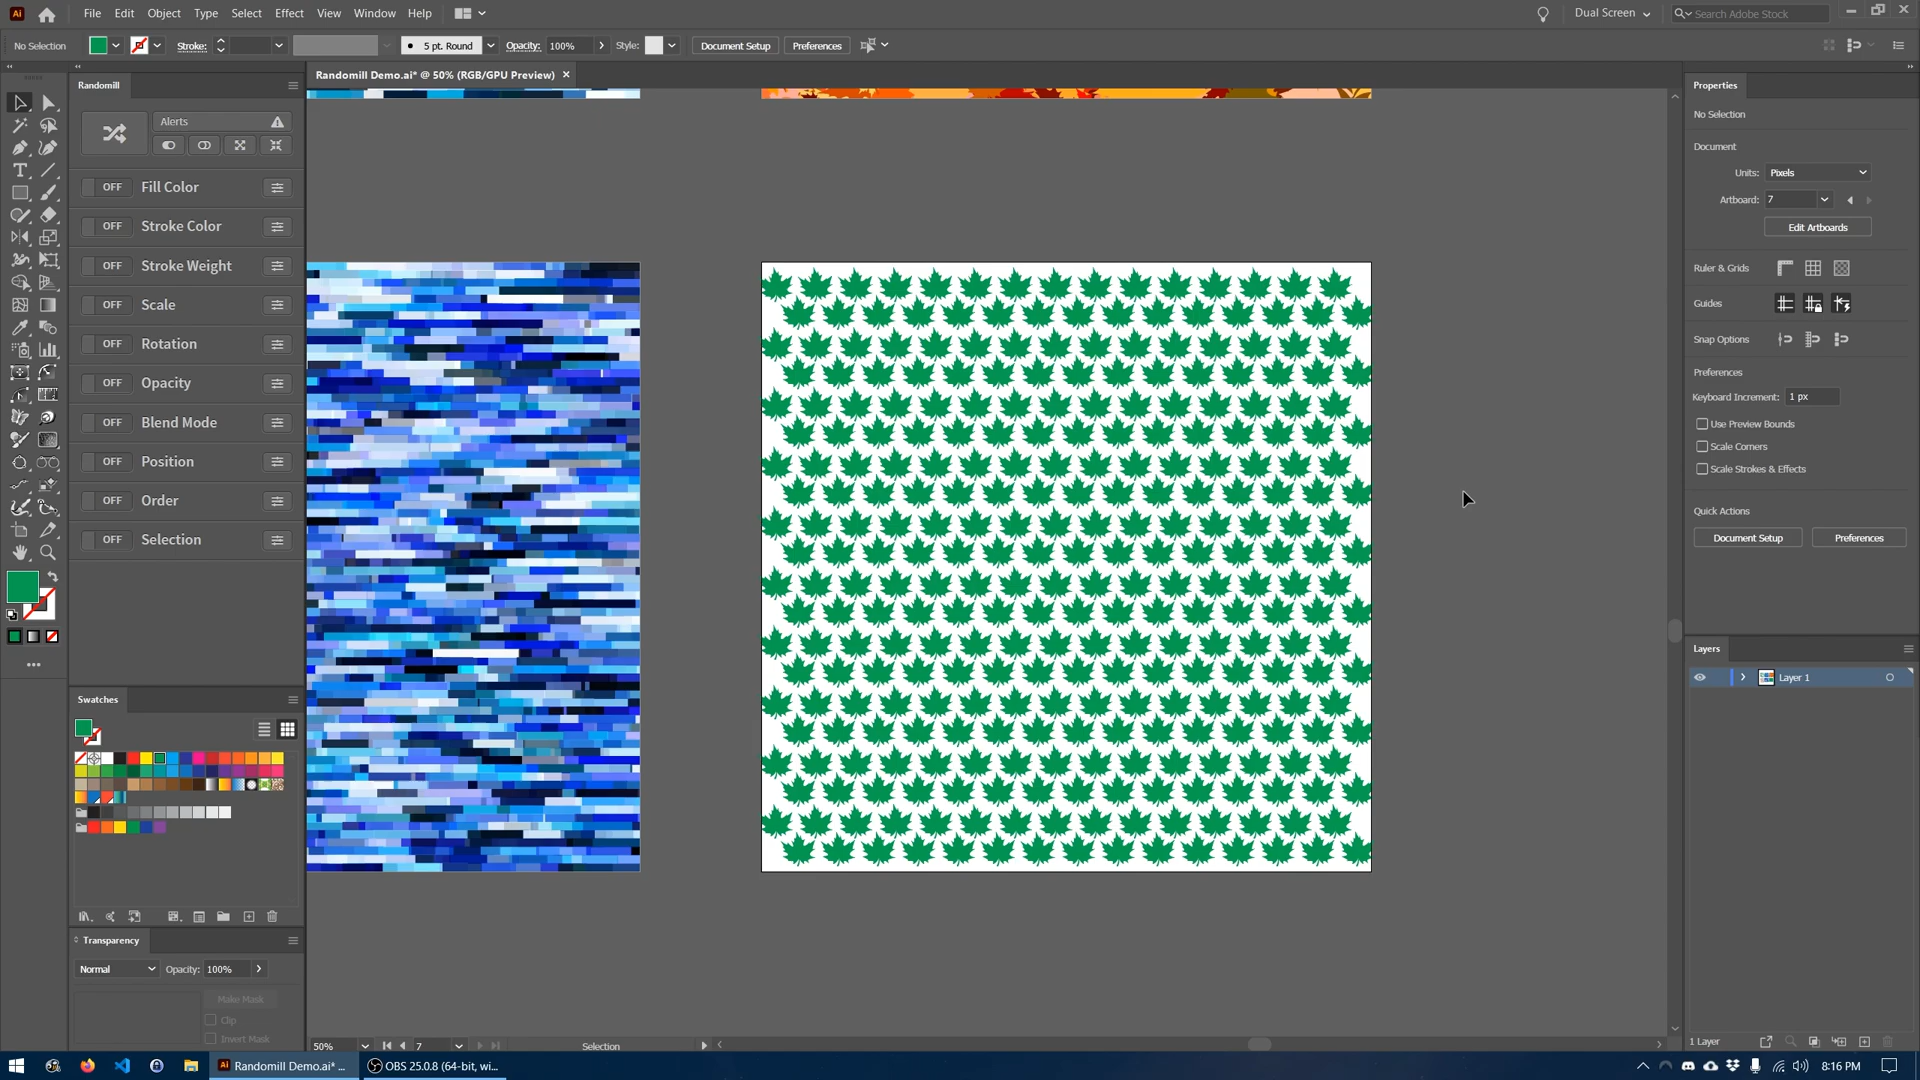 Ai File Edit Object Type Select Effect View Window Help Dual Screen Search Adobe Stock
No Selection Stroke: 5 pt. Round Opacity: 100% Style: Document Setup Preferences
Randomill
Randomill Demo.ai* @ 50% (RGB/GPU Preview)
Alerts
OFF Fill Color
OFF Stroke Color
OFF Stroke Weight
OFF Scale
OFF Rotation
OFF Opacity
OFF Blend Mode
OFF Position
OFF Order
OFF Selection
Swatches
Transparency
Normal Opacity: 100%
Make Mask
Clip
Invert Mask
50% 7 Selection
Properties
No Selection
Document
Units: Pixels
Artboard: 7
Edit Artboards
Ruler & Grids
Guides
Snap Options
Preferences
Keyboard Increment: 1 px
Use Preview Bounds
Scale Corners
Scale Strokes & Effects
Quick Actions
Document Setup Preferences
Layers
Layer 1
1 Layer
Ai Randomill Demo.ai* ... OBS 25.0.8 (64-bit, wi... 8:16 PM